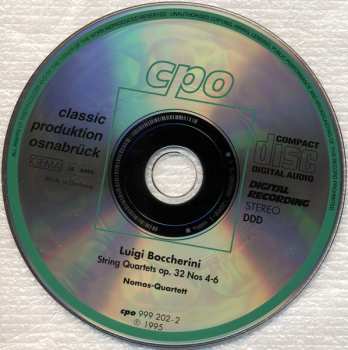 cpo
classic
produktion
osnabrück
GEMA
Made in Germany
COMPACT
disc
DIGITAL AUDIO
DIGITAL
RECORDING
STEREO
DDD
Luigi Boccherini
String Quartets op. 32 Nos 4-6
Nomos-Quartett
cpo 999 202-2
℗ 1995